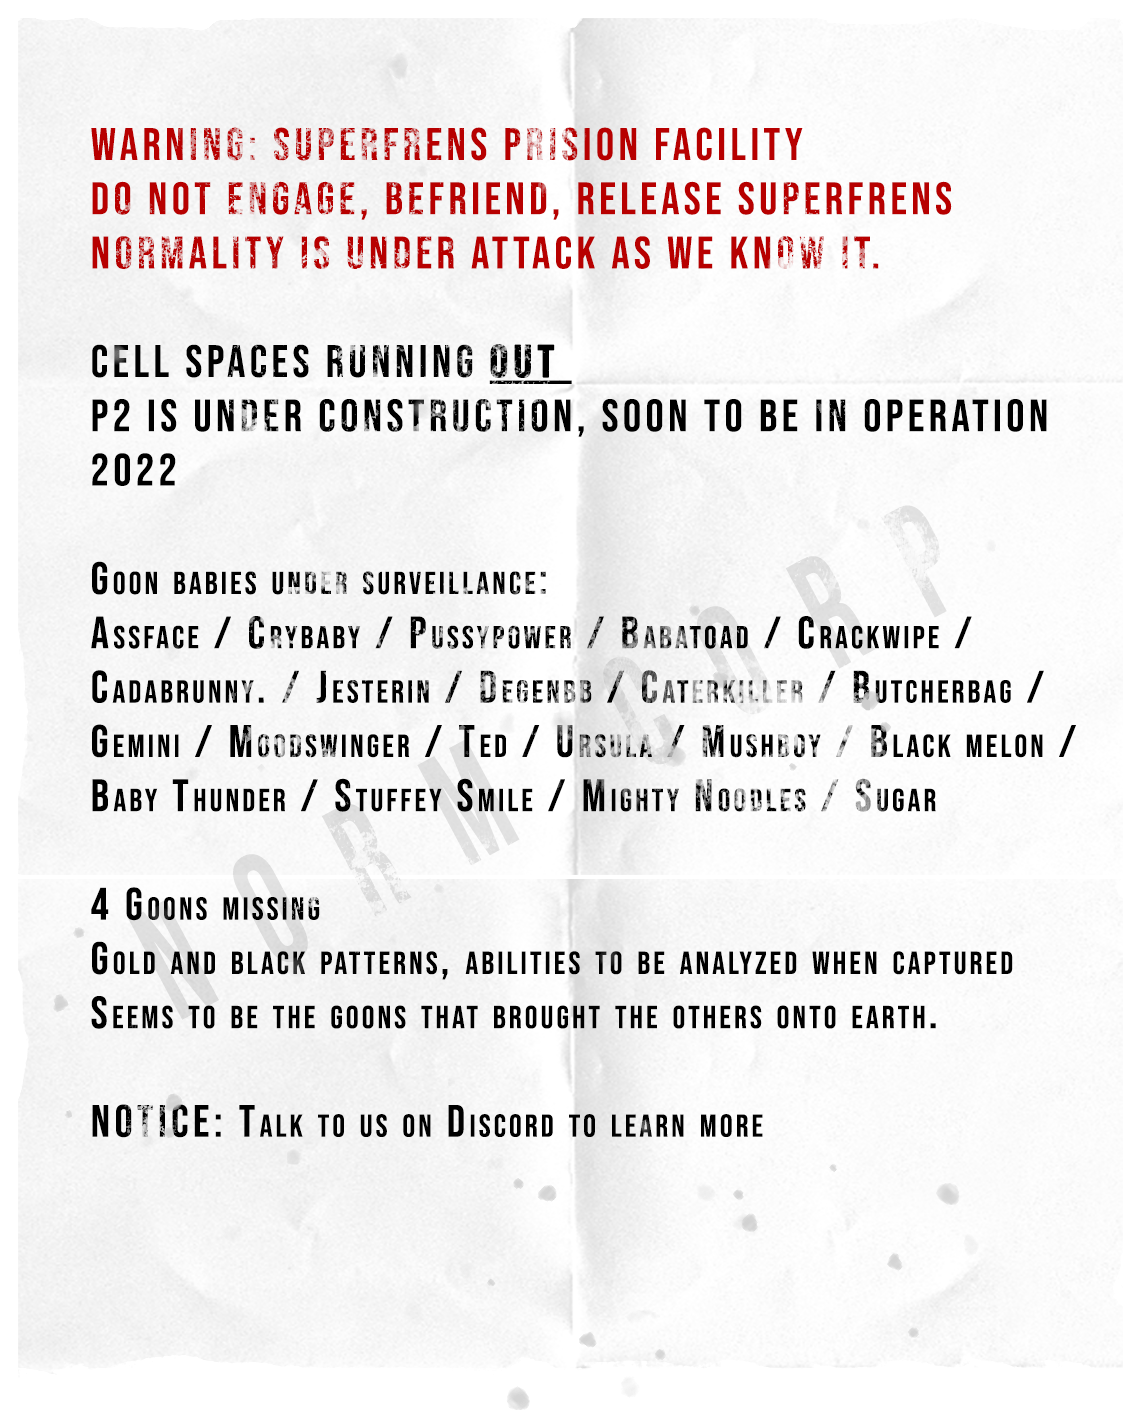 WARNING: SUPERFRENS PRISION FACILITY
DO NOT ENGAGE, BEFRIEND, RELEASE SUPERFRENS
NORMALITY IS UNDER ATTACK AS WE KNOW IT.
CELL SPACES RUNNING OUT
P2 IS UNDER CONSTRUCTION, SOON TO BE IN OPERATION
2022
Goon babies under surveillance:
Assface / Crybaby / Pussypower / Babatoad / Crackwipe /
Cadabrunny. / Jesterin / Degenbb / Caterkiller / Butcherbag /
Gemini / Moodswinger / Ted / Ursula / Mushboy / Black melon /
Baby Thunder / Stuffey Smile / Mighty Noodles / Sugar
NORM CORP
4 Goons missing
Gold and black patterns, abilities to be analyzed when captured
Seems to be the goons that brought the others onto earth.
NOTICE: Talk to us on Discord to learn more